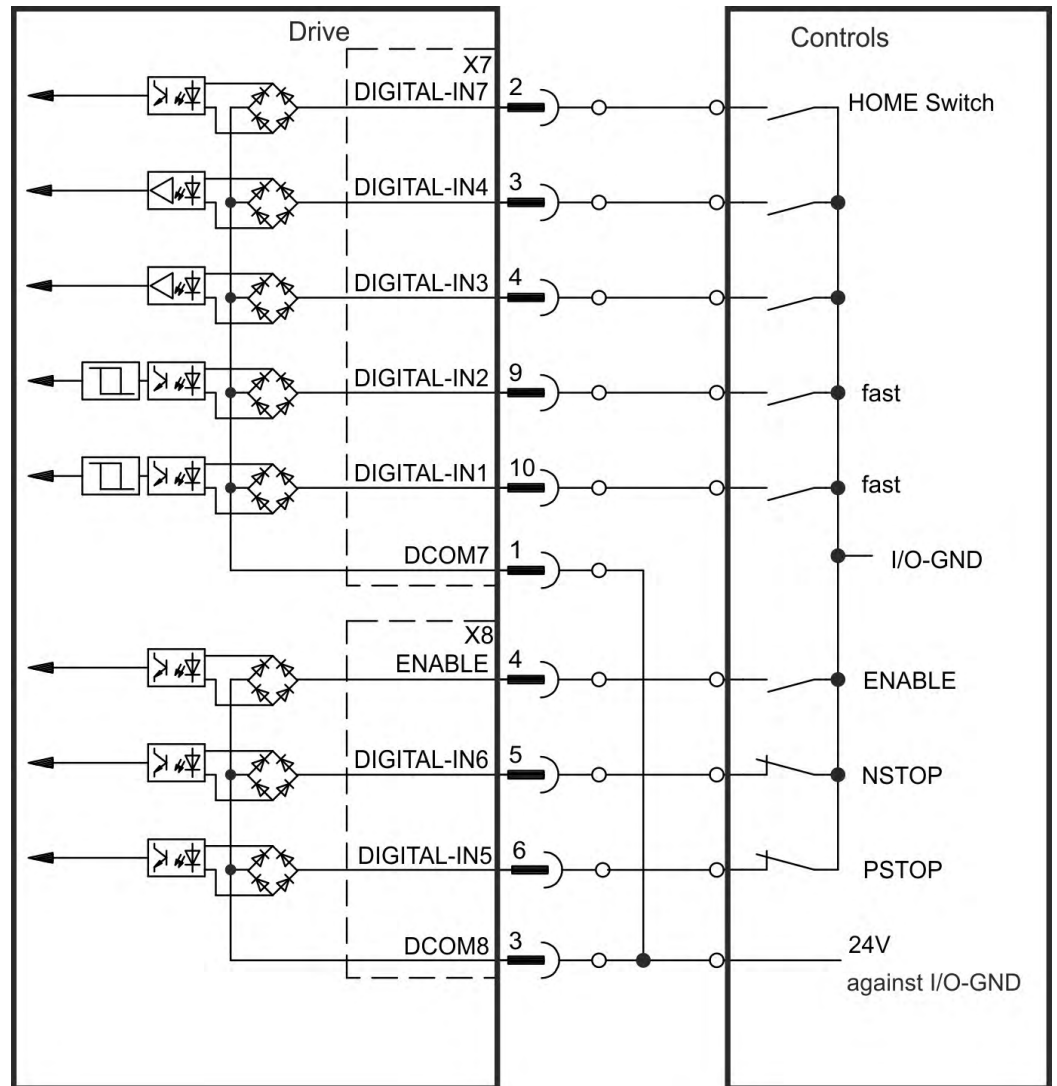 Drive
Controls
X7
DIGITAL-IN7
2
HOME Switch
DIGITAL-IN4
3
DIGITAL-IN3
4
DIGITAL-IN2
9
fast
DIGITAL-IN1
10
fast
DCOM7
1
I/O-GND
X8
ENABLE
4
ENABLE
DIGITAL-IN6
5
NSTOP
DIGITAL-IN5
6
PSTOP
DCOM8
3
24V
against I/O-GND